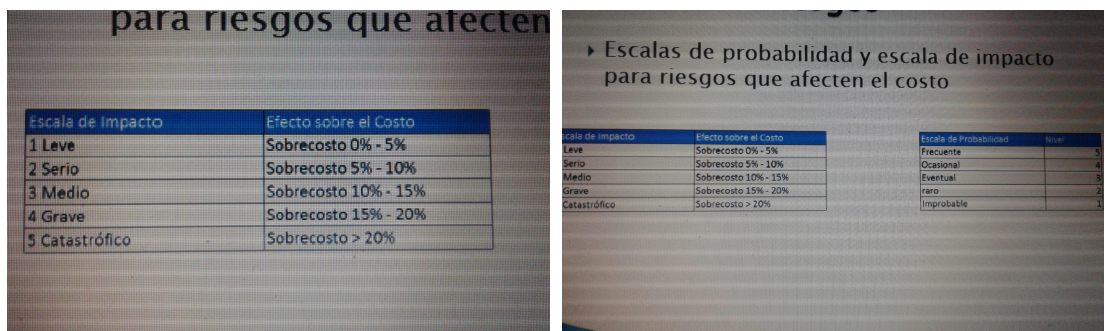 para riesgos que afecten
Escala de Impacto Efecto sobre el Costo
1 Leve Sobrecosto 0% - 5%
2 Serio Sobrecosto 5% - 10%
3 Medio Sobrecosto 10% - 15%
4 Grave Sobrecosto 15% - 20%
5 Catastrófico Sobrecosto > 20%
Escalas de probabilidad y escala de impacto
para riesgos que afecten el costo
scala de Impacto Efecto sobre el Costo
Leve Sobrecosto 0% - 5%
Serio Sobrecosto 5% - 10%
Medio Sobrecosto 10% - 15%
Grave Sobrecosto 15% - 20%
Catastrófico Sobrecosto > 20%
Escala de Probabilidad Nivel
Frecuente 5
Ocasional 4
Eventual 3
raro 2
Improbable 1